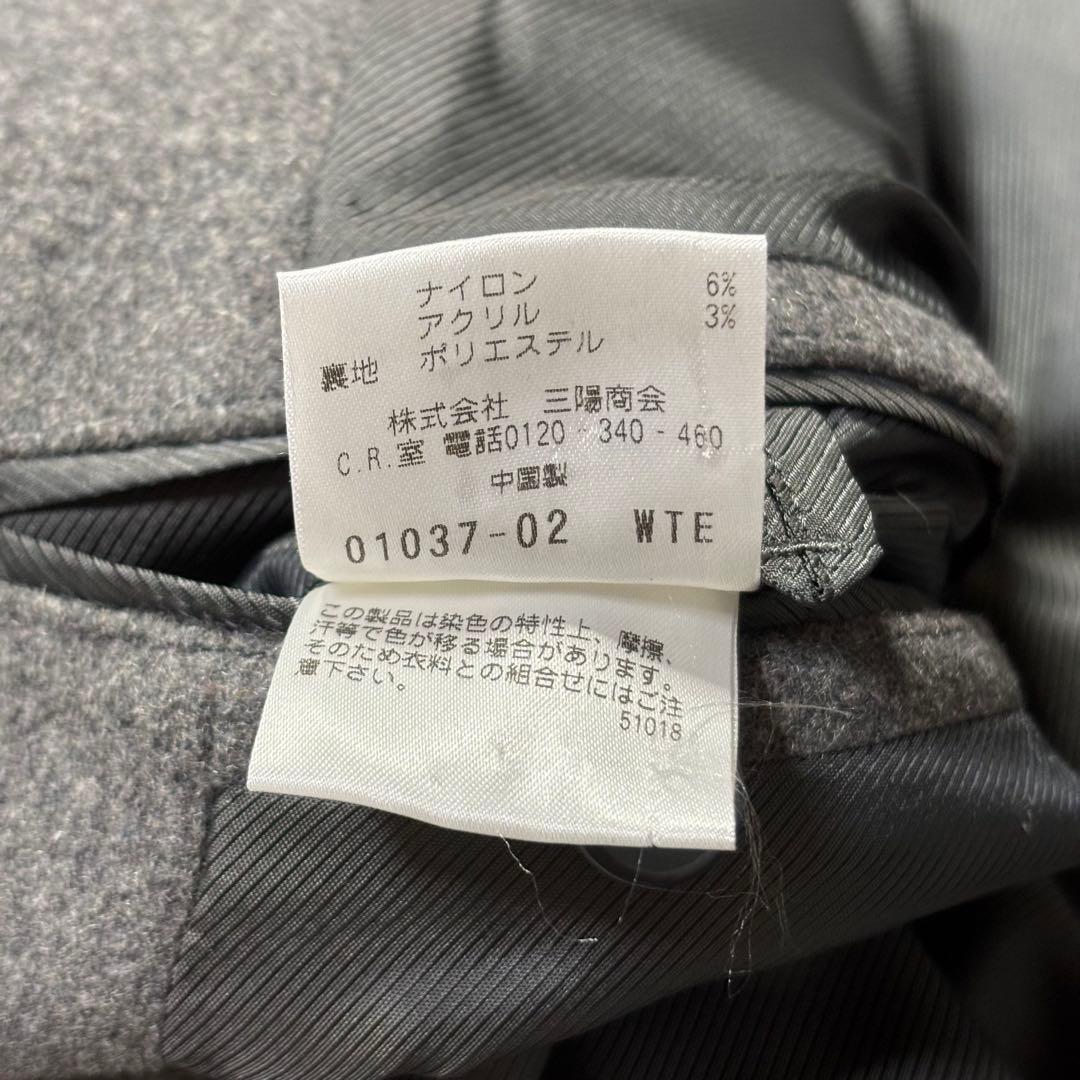 ナイロン 6%
アクリル 3%
裏地 ポリエステル
株式会社 三陽商会
C.R.室 電話0120-340-460
中国製
01037-02 WTE
この製品は染色の特性上、摩擦、
汗等で色が移る場合があります。
そのため衣料との組合せにはご注
意下さい。
51018